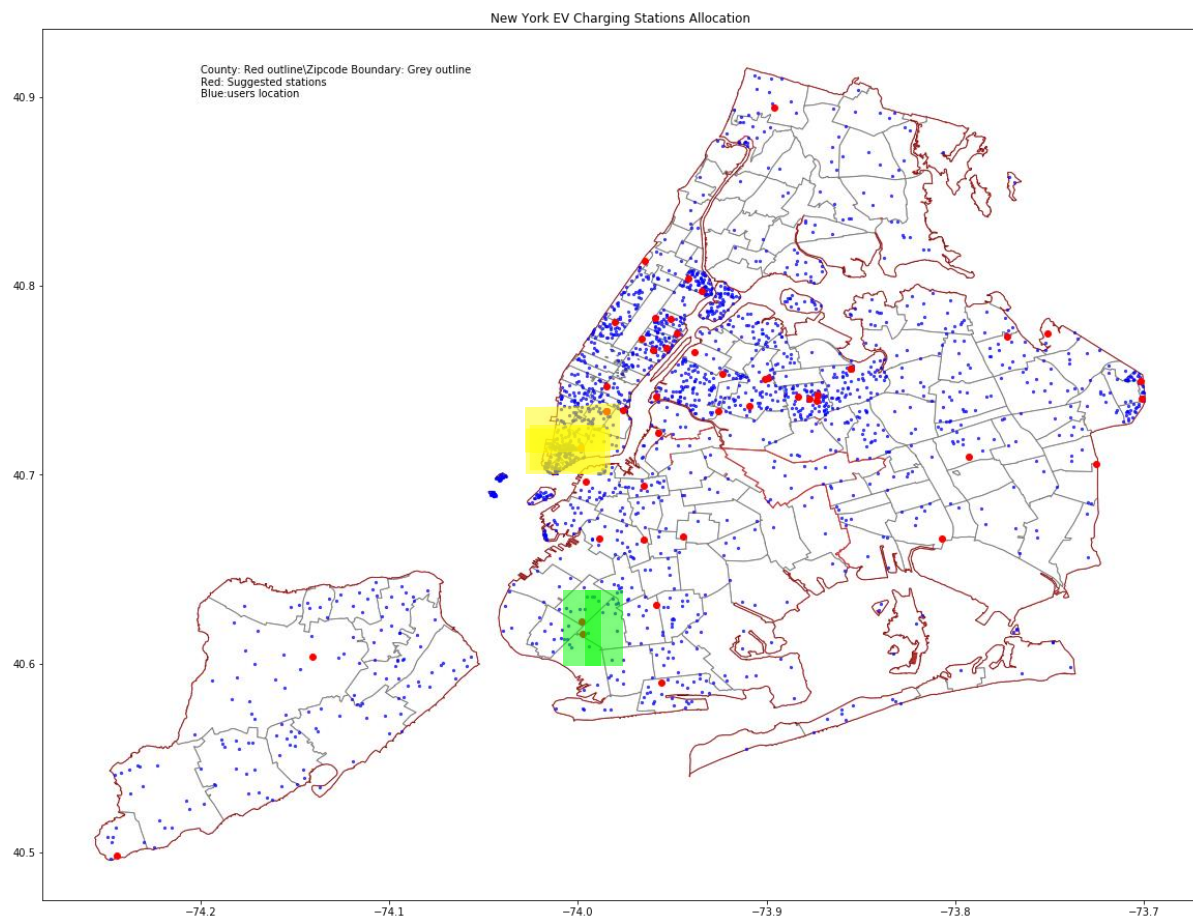 New York EV Charging Stations Allocation
County: Red outline\Zipcode Boundary: Grey outline
Red: Suggested stations
Blue:users location
40.9
40.8
40.7
40.6
40.5
−74.2
−74.1
−74.0
−73.9
−73.8
−73.7